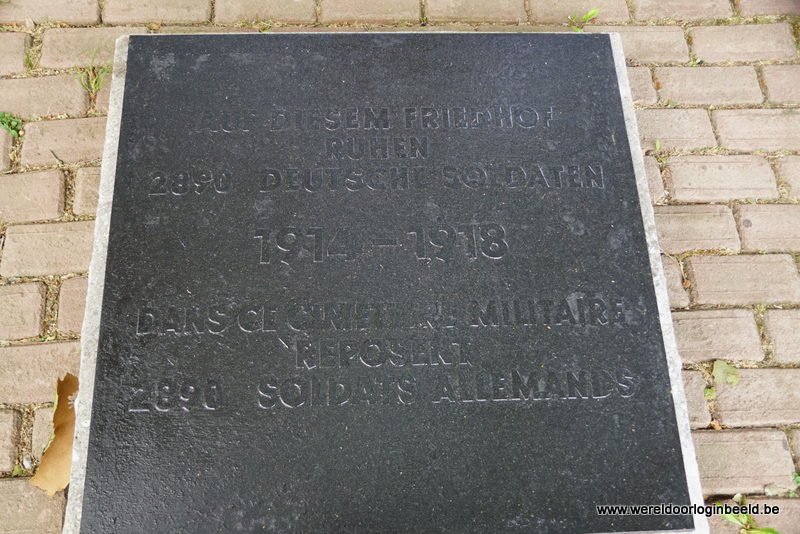 AUF DIESEM FRIEDHOF
RUHEN
2890 DEUTSCHE SOLDATEN
1914-1918
DANS CE CIMETIERE MILITAIRE
REPOSENT
2890 SOLDATS ALLEMANDS
www.wereldoorloginbeeld.be